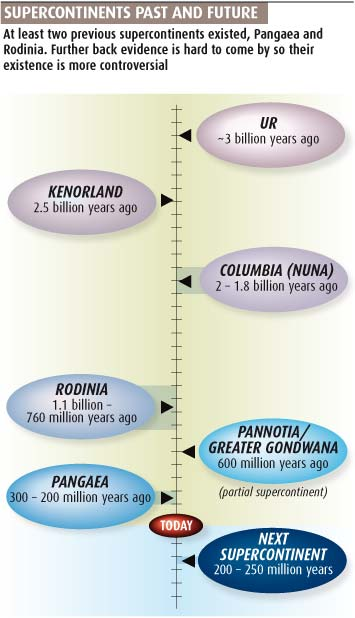 SUPERCONTINENTS PAST AND FUTURE
At least two previous supercontinents existed, Pangaea and
Rodinia. Further back evidence is hard to come by so their
existence is more controversial
UR
~3 billion years ago
KENORLAND
2.5 billion years ago
COLUMBIA (NUNA)
2 – 1.8 billion years ago
RODINIA
1.1 billion –
760 million years ago
PANNOTIA/
GREATER GONDWANA
600 million years ago
(partial supercontinent)
PANGAEA
300 – 200 million years ago
TODAY
NEXT
SUPERCONTINENT
200 – 250 million years